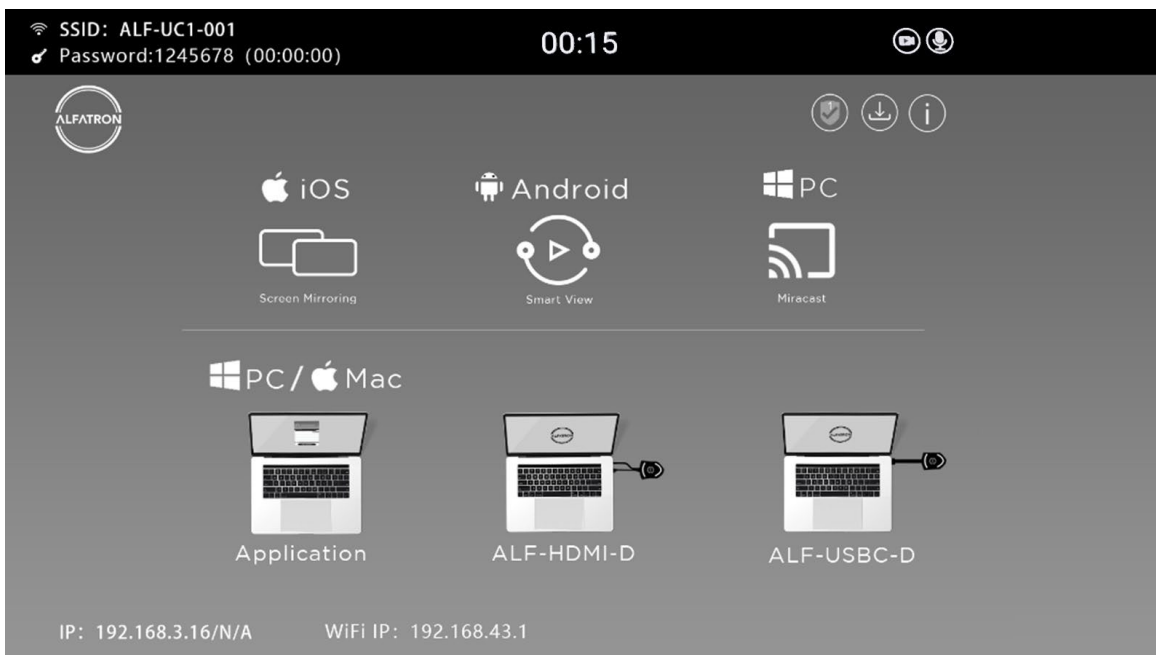 SSID: ALF-UC1-001
Password:1245678 (00:00:00)
00:15
ALFATRON
1
i
iOS
Android
PC
Screen Mirroring
Smart View
Miracast
PC/ Mac
Application
ALF-HDMI-D
ALF-USBC-D
IP: 192.168.3.16/N/A
WiFi IP: 192.168.43.1